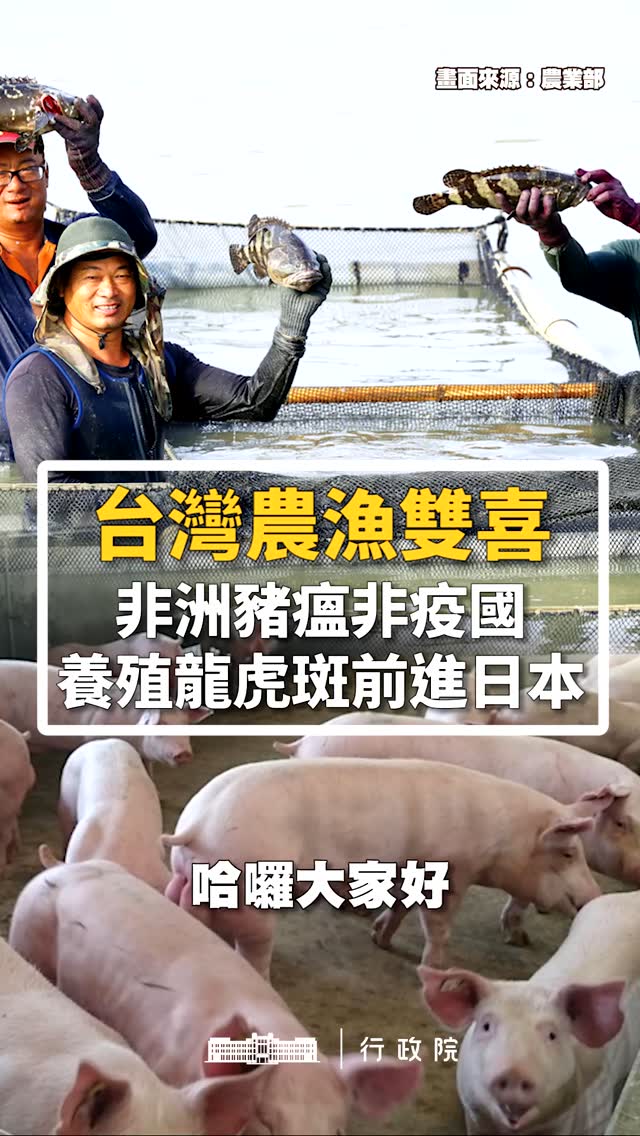 畫面來源：農業部
台灣農漁雙喜
非洲豬瘟非疫國
養殖龍虎斑前進日本
哈囉大家好
行政院